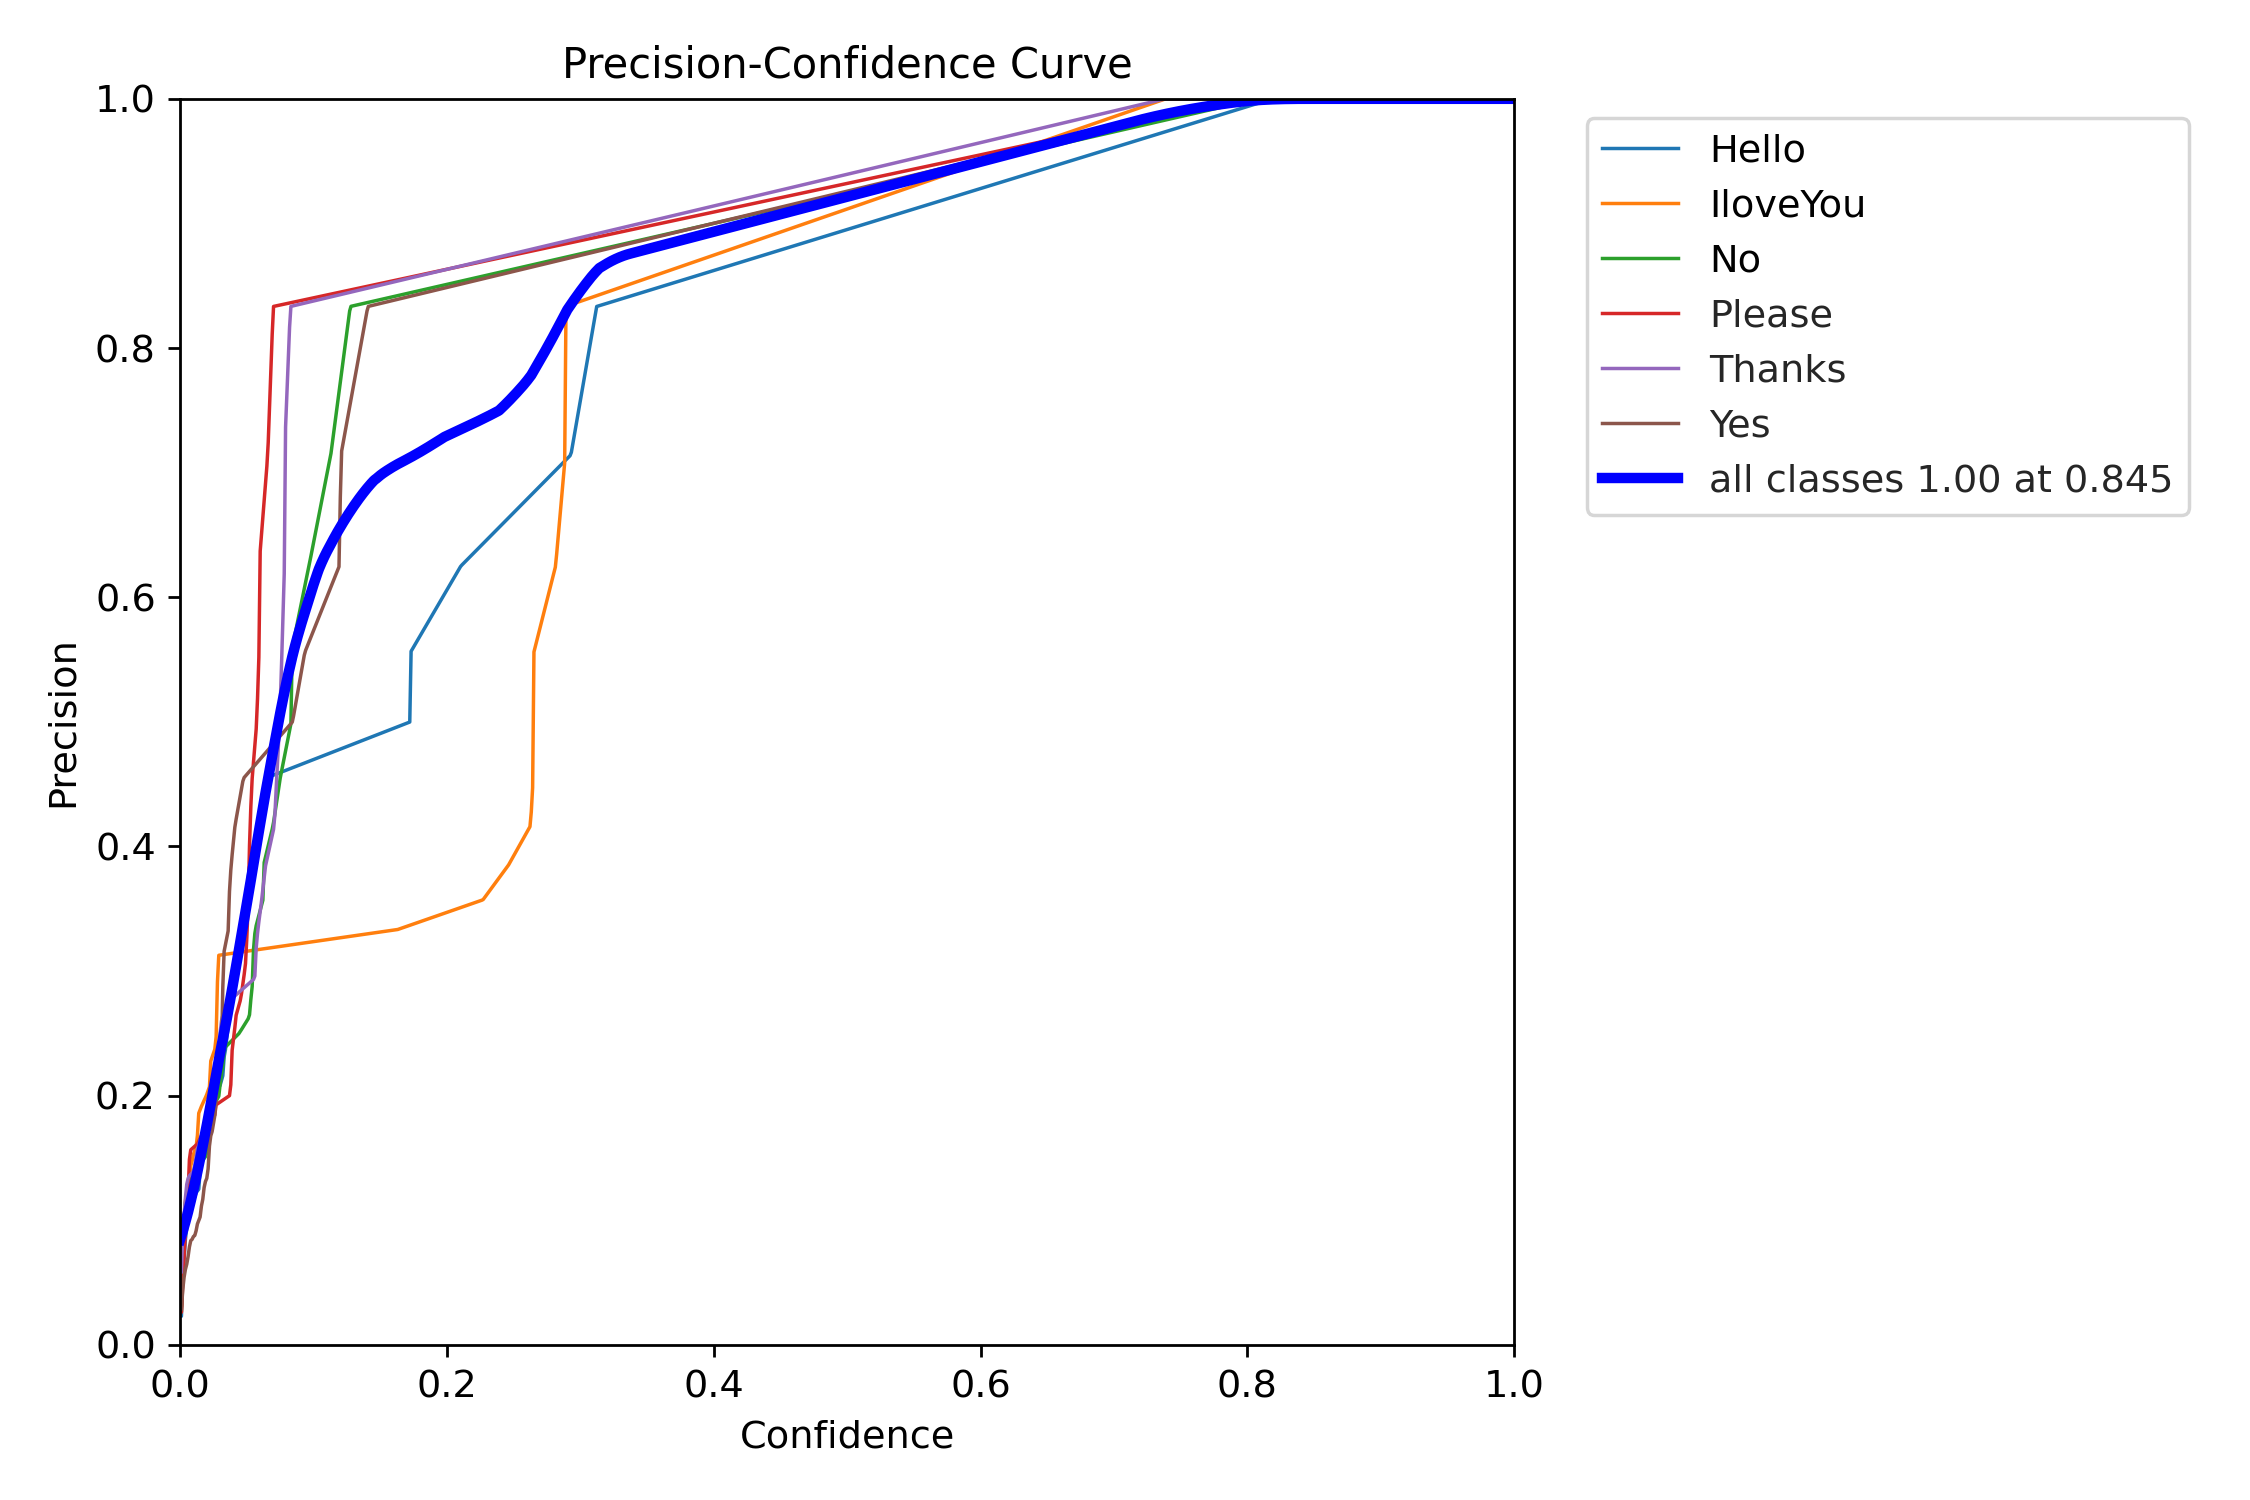 Precision-Confidence Curve
1.0
0.8
0.6
0.4
0.2
0.0
Precision
0.0 0.2 0.4 0.6 0.8 1.0
Confidence
Hello
IloveYou
No
Please
Thanks
Yes
all classes 1.00 at 0.845